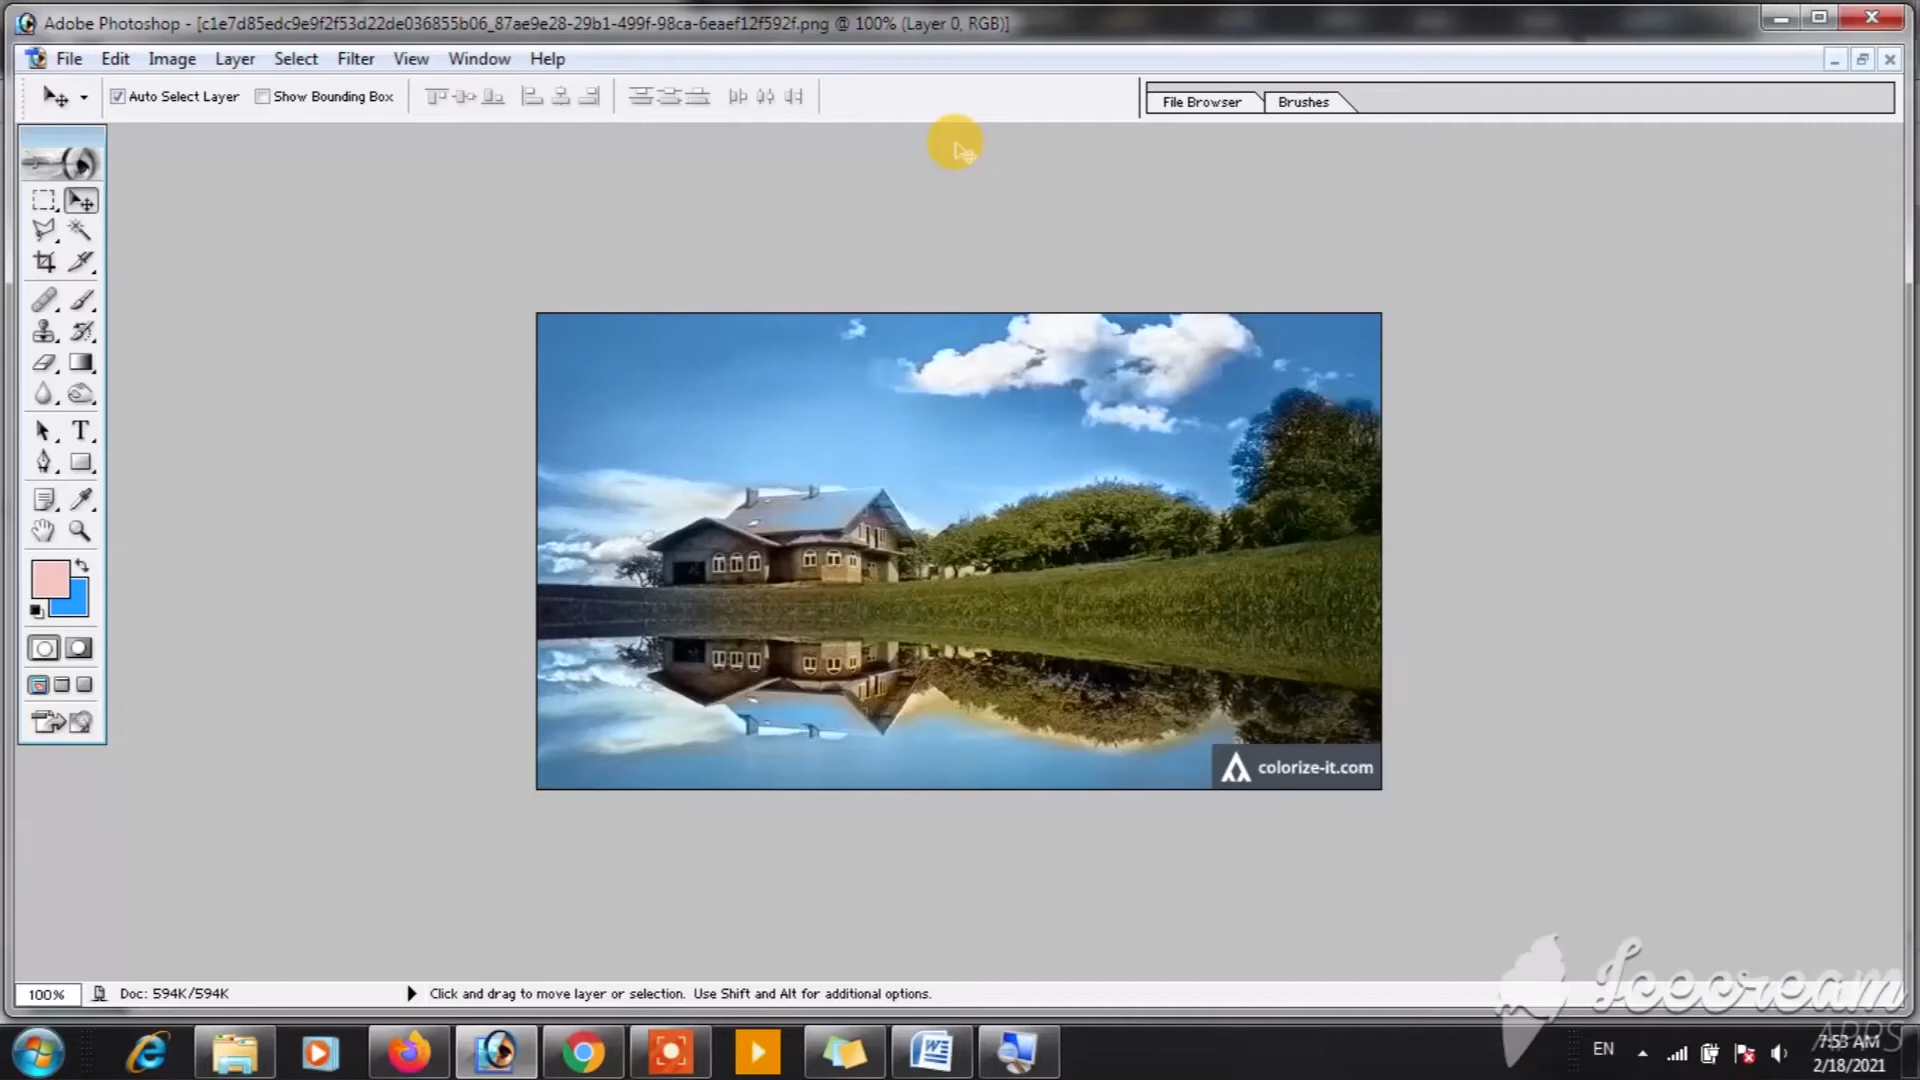 Adobe Photoshop - [c1e7d85edc9e9f2f53d22de036855b06_87ae9e28-29b1-499f-98ca-6eaef12f592f.png @ 100% (Layer 0, RGB)]
File Edit Image Layer Select Filter View Window Help
Auto Select Layer Show Bounding Box File Browser Brushes
T
colorize-it.com
100% Doc: 594K/594K Click and drag to move layer or selection. Use Shift and Alt for additional options.
Icecream
APPS
EN 7:53 AM
2/18/2021